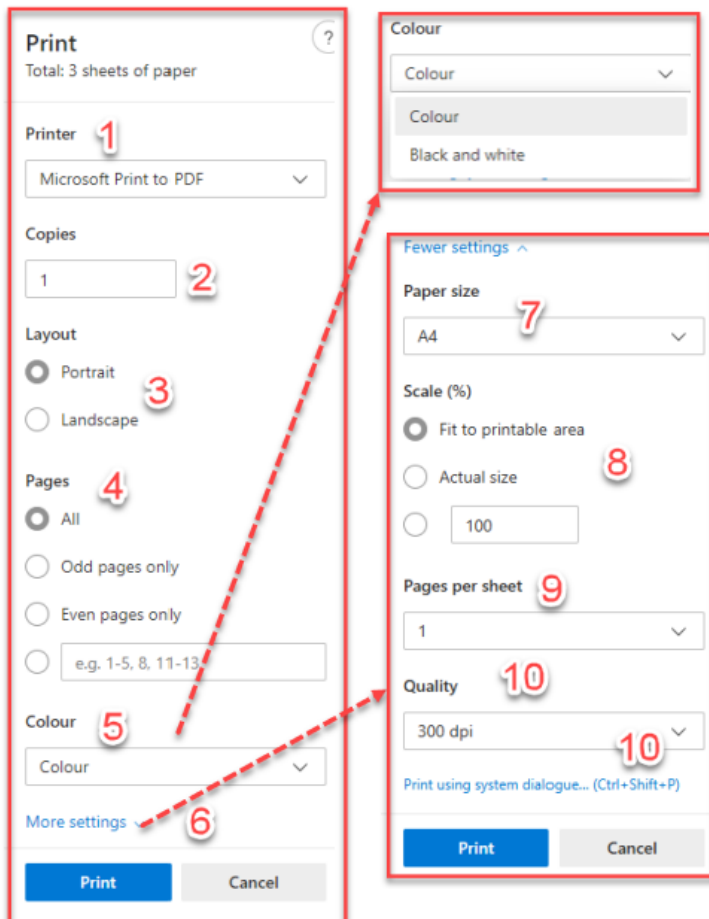 Print
?
Total: 3 sheets of paper
Printer 1
Microsoft Print to PDF
Copies
1 2
Layout
Portrait
3
Landscape
Pages 4
All
Odd pages only
Even pages only
e.g. 1-5, 8, 11-13
Colour 5
Colour
More settings 6
Print Cancel
Colour
Colour
Colour
Black and white
Fewer settings
Paper size 7
A4
Scale (%)
Fit to printable area
8
Actual size
100
Pages per sheet 9
1
Quality 10
300 dpi
10
Print using system dialogue... (Ctrl+Shift+P)
Print Cancel